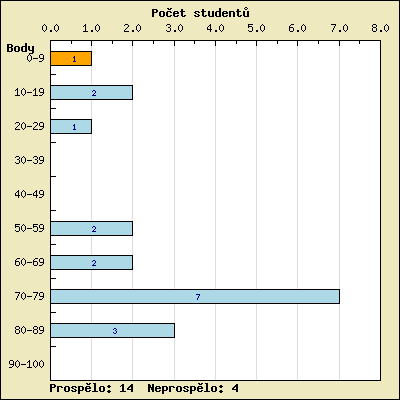 Počet studentů
0.0 1.0 2.0 3.0 4.0 5.0 6.0 7.0 8.0
Body
0-9 1
10-19 2
20-29 1
30-39
40-49
50-59 2
60-69 2
70-79 7
80-89 3
90-100
Prospělo: 14 Neprospělo: 4